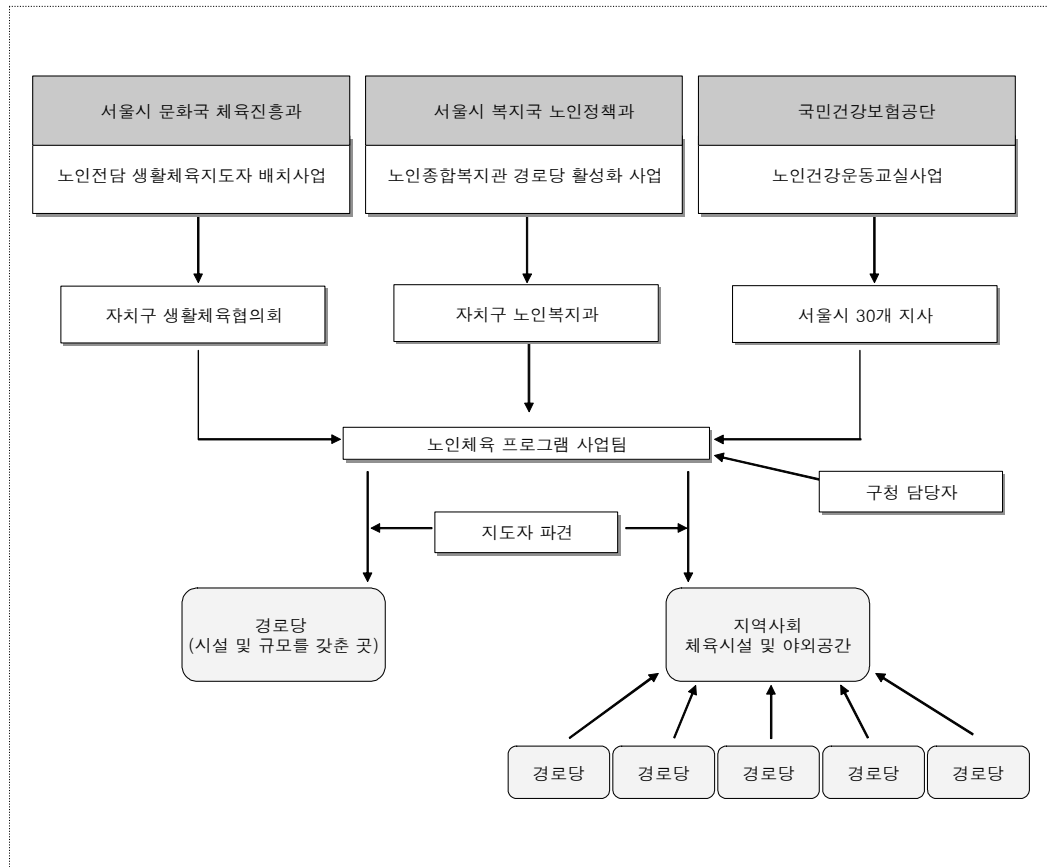 서울시 문화국 체육진흥과
서울시 복지국 노인정책과
국민건강보험공단
노인전담 생활체육지도자 배치사업
노인종합복지관 경로당 활성화 사업
노인건강운동교실사업
자치구 생활체육협의회
자치구 노인복지과
서울시 30개 지사
노인체육 프로그램 사업팀
구청 담당자
지도자 파견
경로당
(시설 및 규모를 갖춘 곳)
지역사회
체육시설 및 야외공간
경로당
경로당
경로당
경로당
경로당